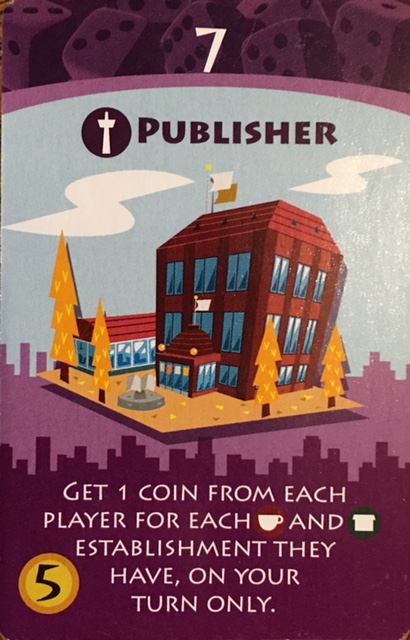 7
PUBLISHER
GET 1 COIN FROM EACH
PLAYER FOR EACH AND
ESTABLISHMENT THEY
HAVE, ON YOUR
TURN ONLY.
5